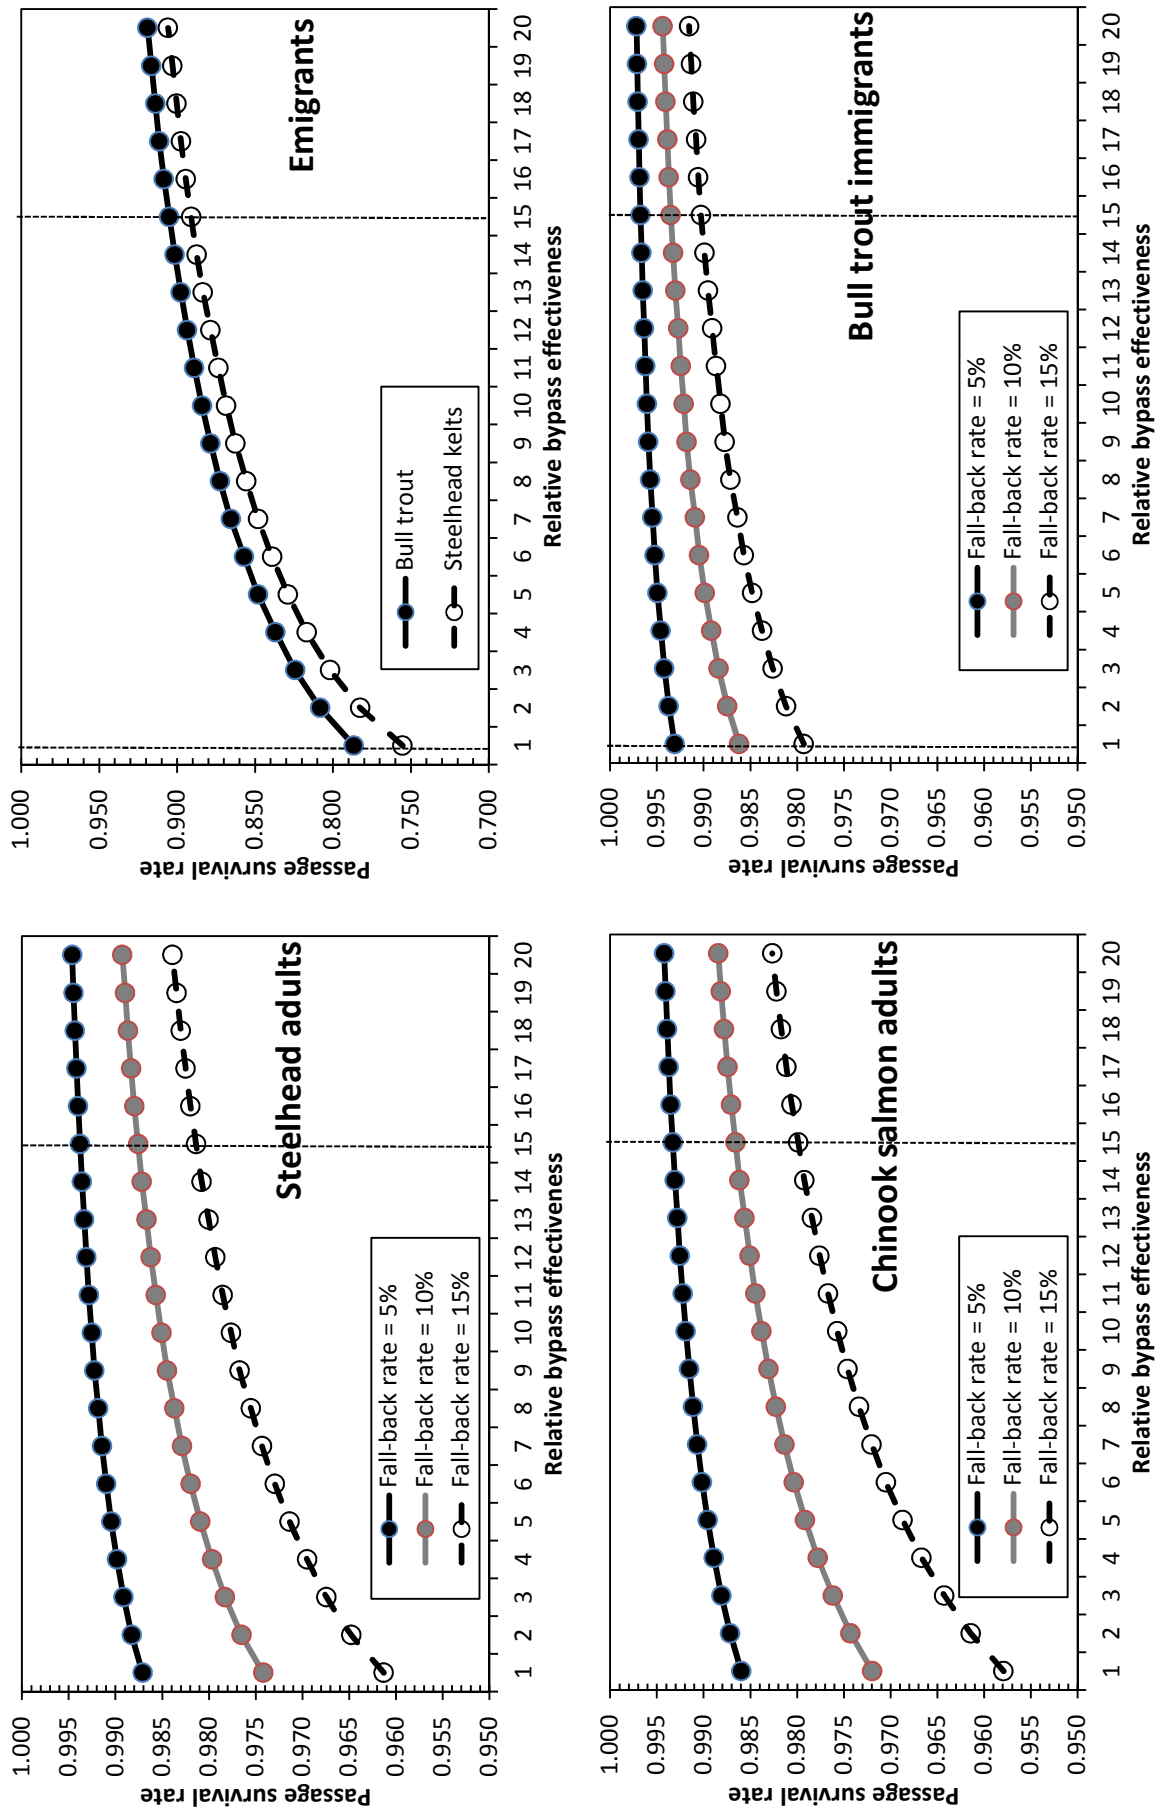 Passage survival rate
1.000
0.995
0.990
0.985
0.980
0.975
0.970
0.965
0.960
0.955
0.950
Steelhead adults
Fall-back rate = 5%
Fall-back rate = 10%
Fall-back rate = 15%
1 2 3 4 5 6 7 8 9 10 11 12 13 14 15 16 17 18 19 20
Relative bypass effectiveness
Passage survival rate
1.000
0.950
0.900
0.850
0.800
0.750
0.700
Emigrants
Bull trout
Steelhead kelts
1 2 3 4 5 6 7 8 9 10 11 12 13 14 15 16 17 18 19 20
Relative bypass effectiveness
Passage survival rate
1.000
0.995
0.990
0.985
0.980
0.975
0.970
0.965
0.960
0.955
0.950
Chinook salmon adults
Fall-back rate = 5%
Fall-back rate = 10%
Fall-back rate = 15%
1 2 3 4 5 6 7 8 9 10 11 12 13 14 15 16 17 18 19 20
Relative bypass effectiveness
Passage survival rate
1.000
0.995
0.990
0.985
0.980
0.975
0.970
0.965
0.960
0.955
0.950
Bull trout immigrants
Fall-back rate = 5%
Fall-back rate = 10%
Fall-back rate = 15%
1 2 3 4 5 6 7 8 9 10 11 12 13 14 15 16 17 18 19 20
Relative bypass effectiveness